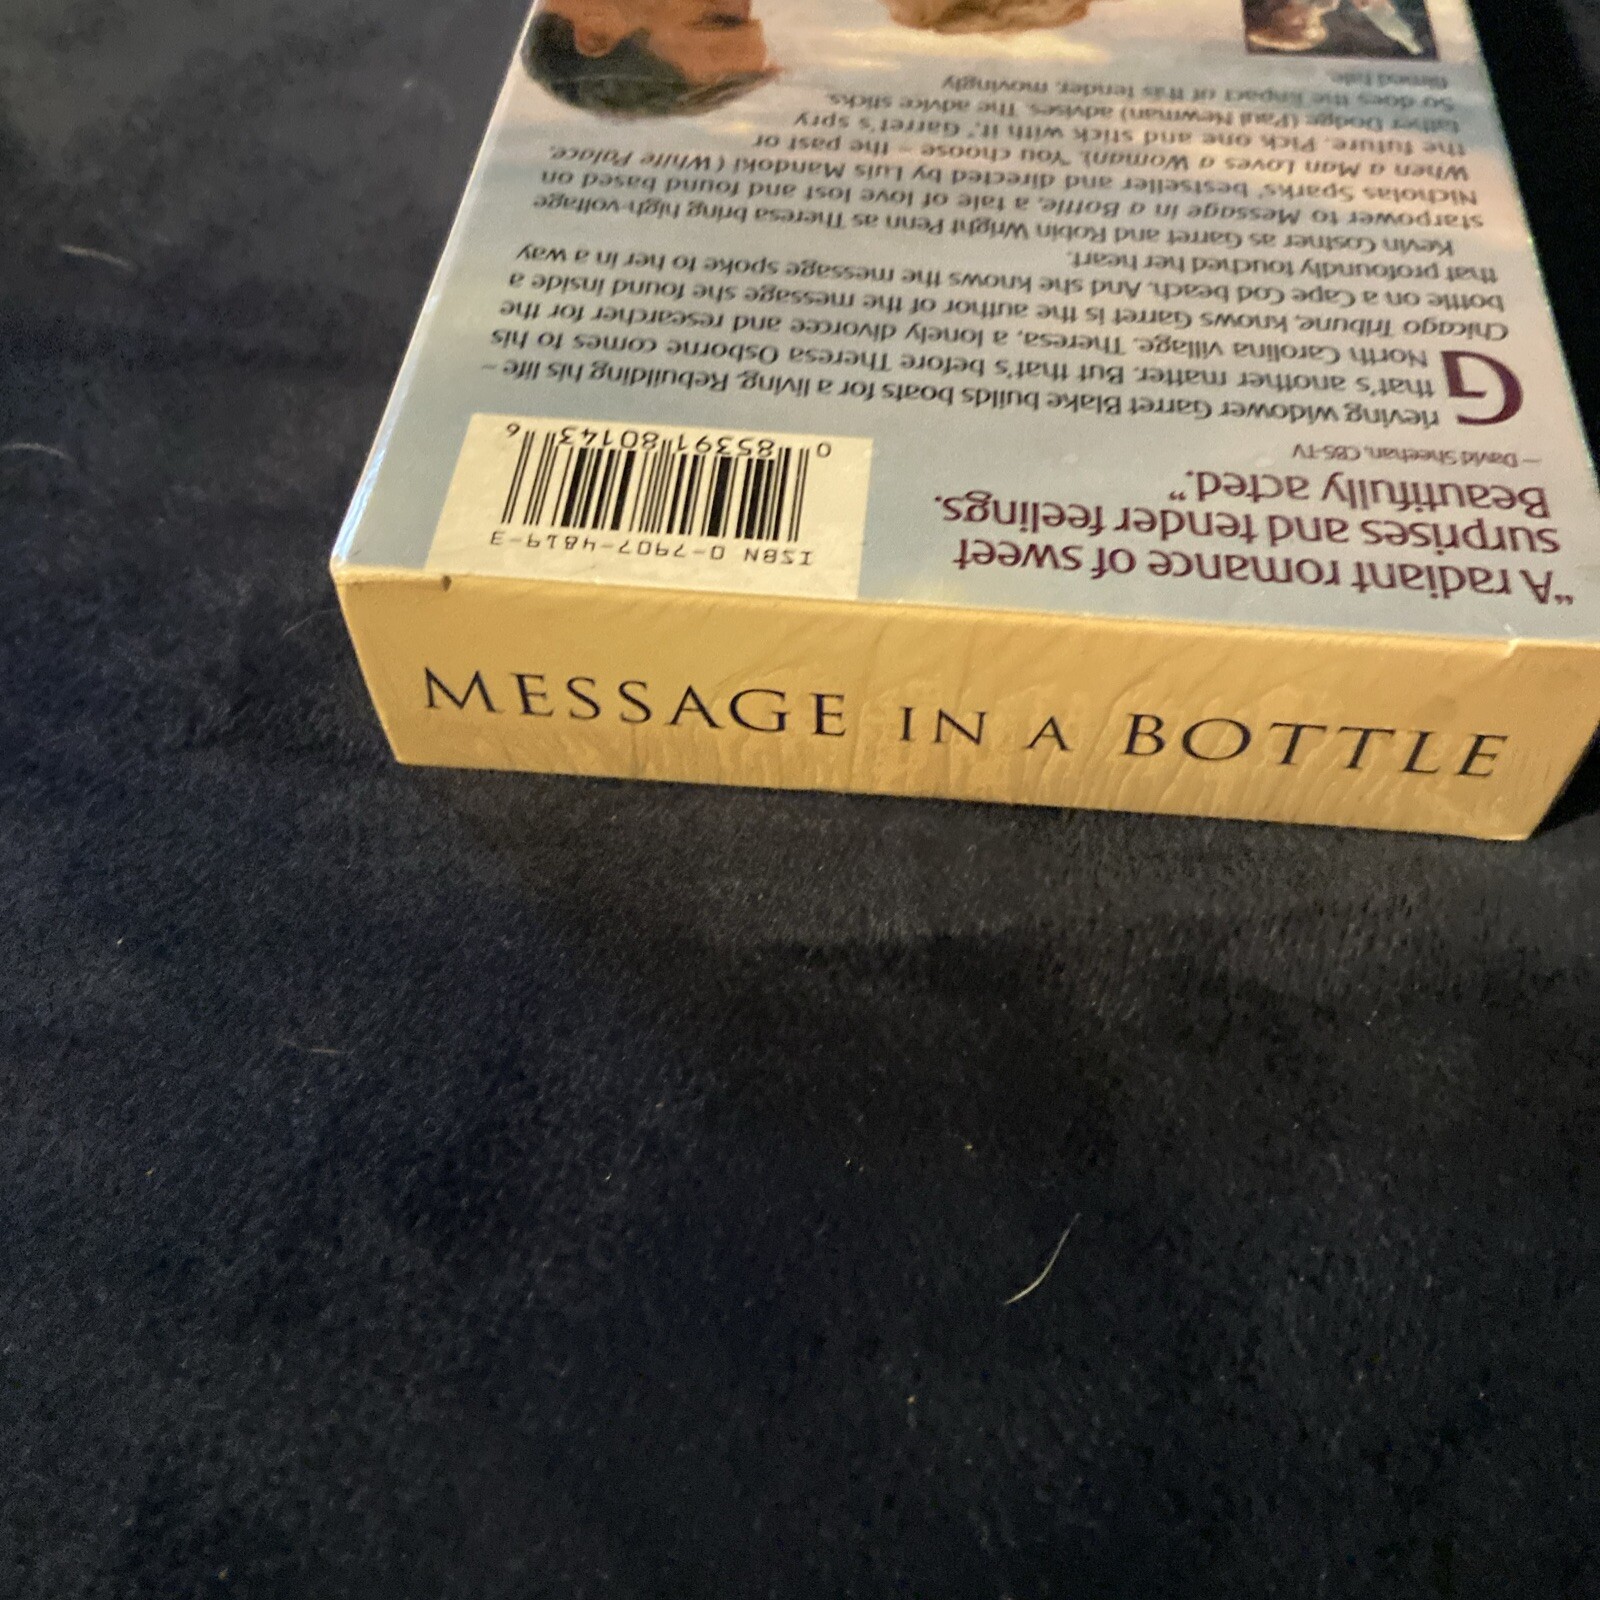 MESSAGE IN A BOTTLE
"A radiant romance of sweet
surprises and tender feelings.
Beautifully acted."
– David Sheehan, CBS-TV
ISBN 0-7907-4819-3
0 85391 80143 6
Grieving widower Garret Blake builds boats for a living. Rebuilding his life –
that's another matter. But that's before Theresa Osborne comes to his
North Carolina village. Theresa, a lonely divorcee and researcher for the
Chicago Tribune, knows Garret is the author of the message she found inside a
bottle on a Cape Cod beach. And she knows the message spoke to her in a way
that profoundly touched her heart.
Kevin Costner as Garret and Robin Wright Penn as Theresa bring high-voltage
starpower to Message in a Bottle, a tale of love lost and found based on
Nicholas Sparks' bestseller and directed by Luis Mandoki (White Palace,
When a Man Loves a Woman). "You choose – the past or
the future. Pick one and stick with it," Garret's spry
father Dodge (Paul Newman) advises. The advice sticks.
So does the impact of this tender, movingly
filmed tale.